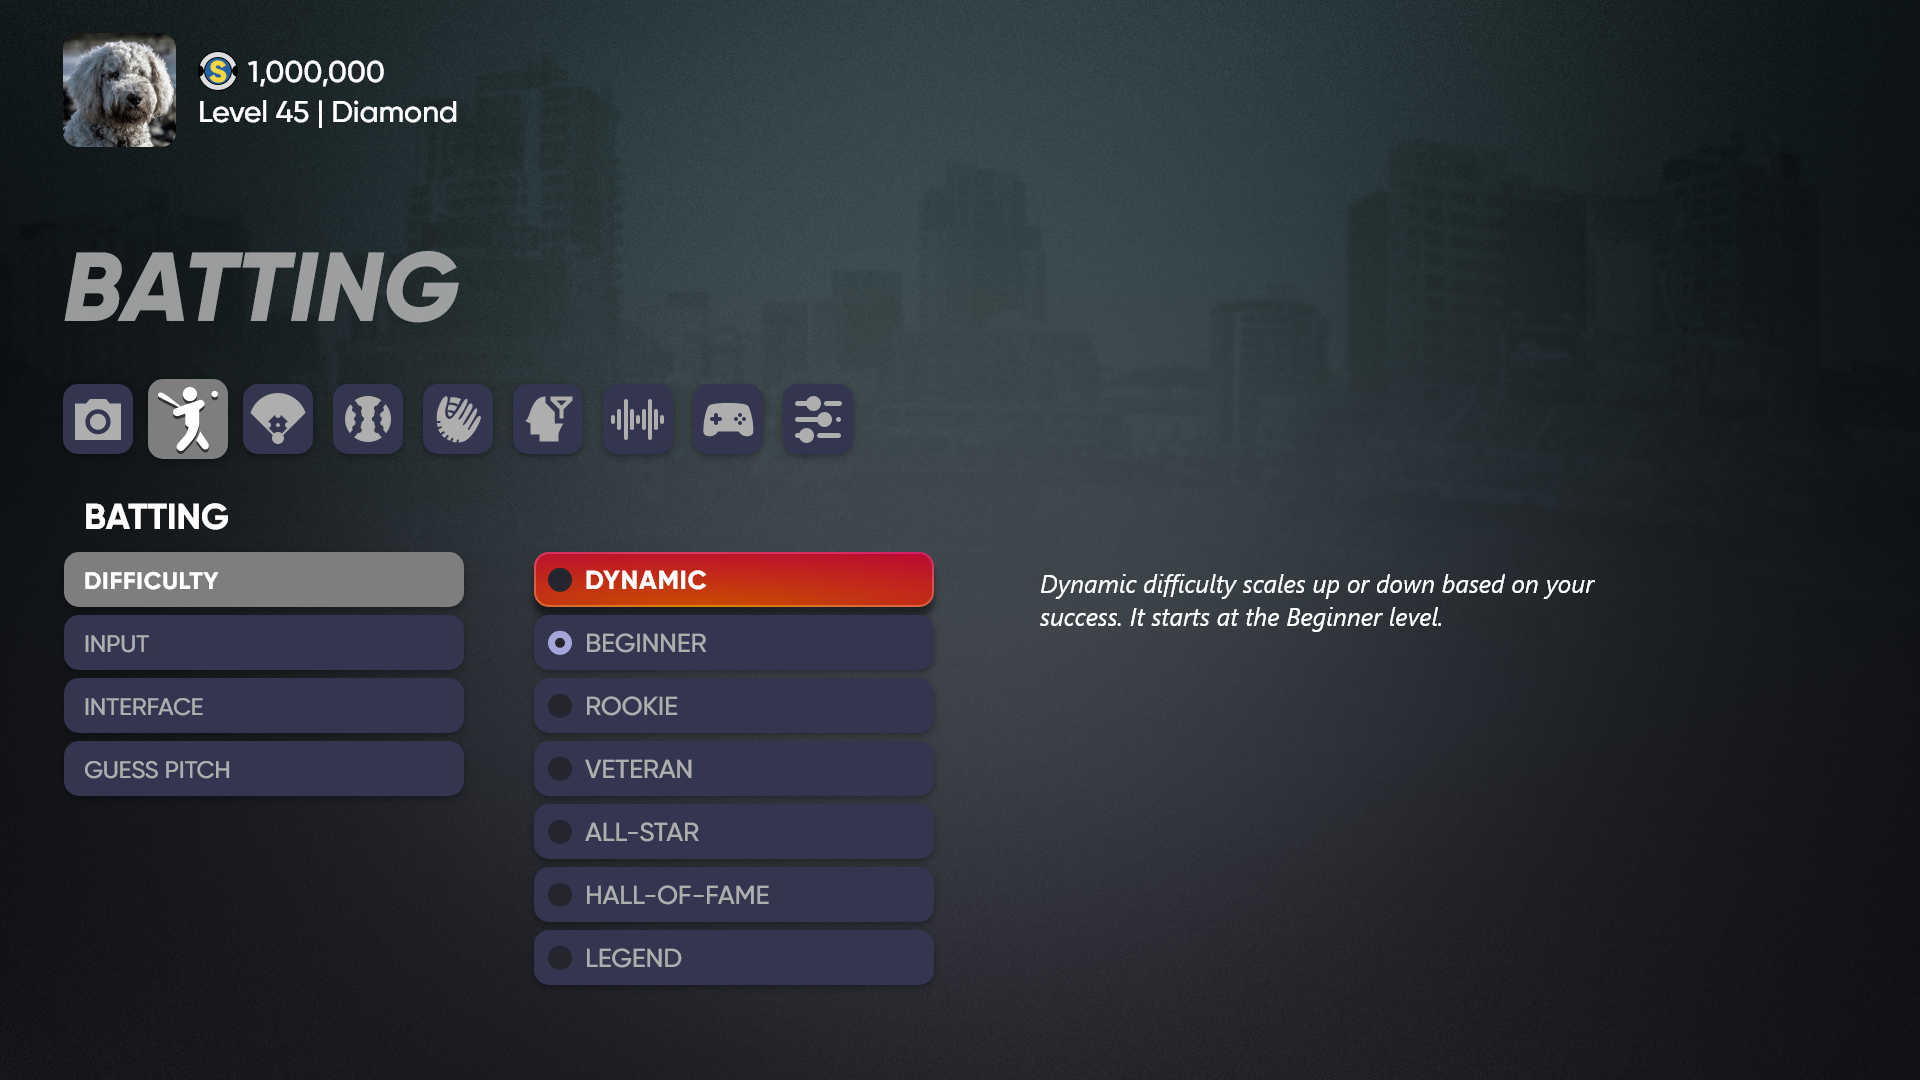 S 1,000,000
Level 45 | Diamond
BATTING
BATTING
DIFFICULTY
INPUT
INTERFACE
GUESS PITCH
DYNAMIC
BEGINNER
ROOKIE
VETERAN
ALL-STAR
HALL-OF-FAME
LEGEND
Dynamic difficulty scales up or down based on your
success. It starts at the Beginner level.